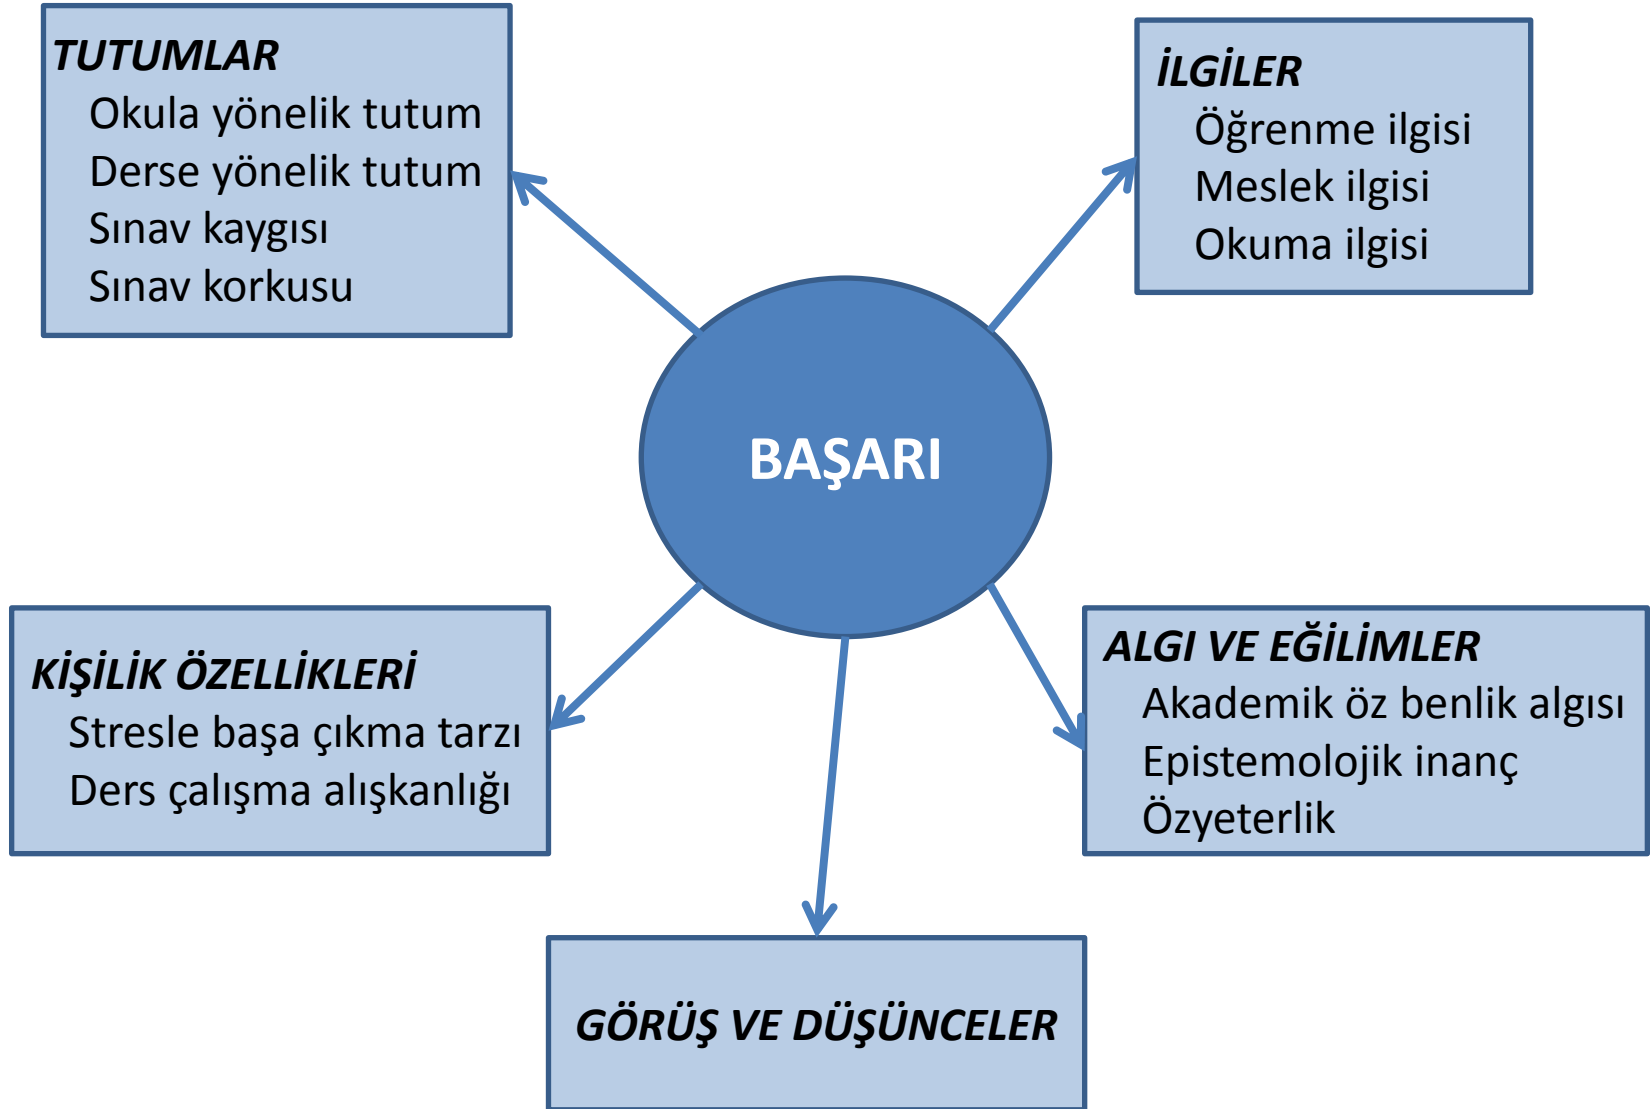 TUTUMLAR
Okula yönelik tutum
Derse yönelik tutum
Sınav kaygısı
Sınav korkusu
İLGİLER
Öğrenme ilgisi
Meslek ilgisi
Okuma ilgisi
BAŞARI
KİŞİLİK ÖZELLİKLERİ
Stresle başa çıkma tarzı
Ders çalışma alışkanlığı
ALGI VE EĞİLİMLER
Akademik öz benlik algısı
Epistemolojik inanç
Özyeterlik
GÖRÜŞ VE DÜŞÜNCELER